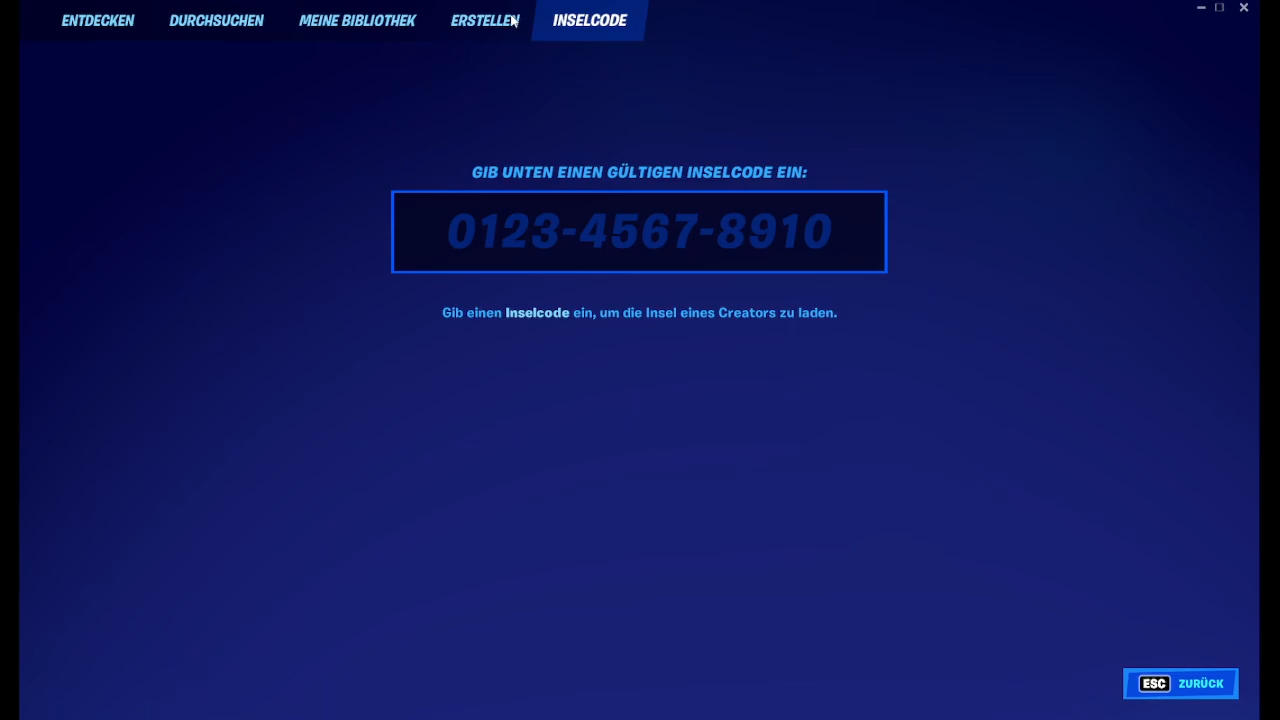 ENTDECKEN DURCHSUCHEN MEINE BIBLIOTHEK ERSTELLEN INSELCODE
GIB UNTEN EINEN GÜLTIGEN INSELCODE EIN:
0123-4567-8910
Gib einen Inselcode ein, um die Insel eines Creators zu laden.
ESC ZURÜCK